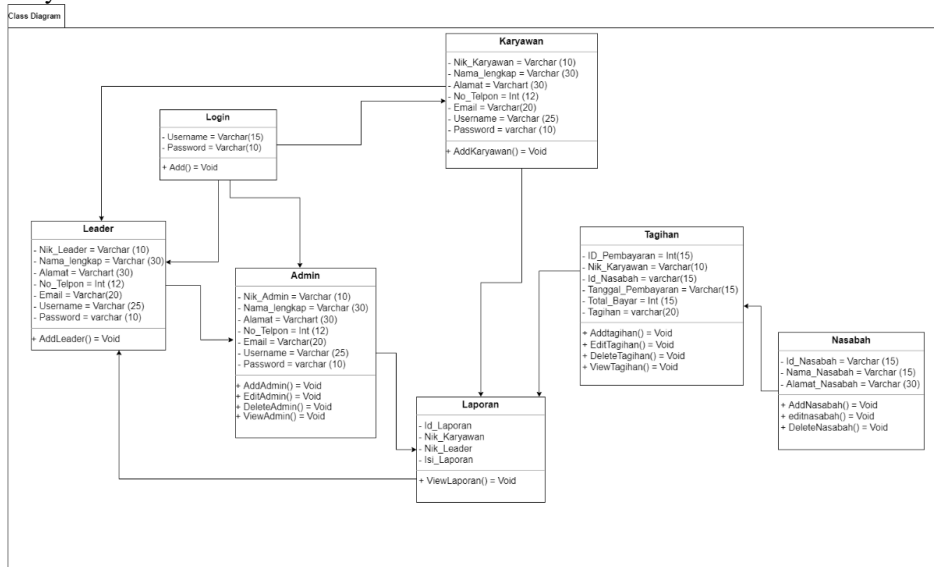 Class Diagram
Karyawan
- Nik_Karyawan = Varchar (10)
- Nama_lengkap = Varchar (30)
- Alamat = Varchart (30)
- No_Telpon = Int (12)
- Email = Varchar(20)
- Username = Varchar (25)
- Password = varchar (10)
+ AddKaryawan() = Void
Login
- Username = Varchar(15)
- Password = Varchar(10)
+ Add() = Void
Leader
- Nik_Leader = Varchar (10)
- Nama_lengkap = Varchar (30)
- Alamat = Varchart (30)
- No_Telpon = Int (12)
- Email = Varchar(20)
- Username = Varchar (25)
- Password = varchar (10)
+ AddLeader() = Void
Admin
- Nik_Admin = Varchar (10)
- Nama_lengkap = Varchar (30)
- Alamat = Varchart (30)
- No_Telpon = Int (12)
- Email = Varchar(20)
- Username = Varchar (25)
- Password = varchar (10)
+ AddAdmin() = Void
+ EditAdmin() = Void
+ DeleteAdmin() = Void
+ ViewAdmin() = Void
Tagihan
- ID_Pembayaran = Int(15)
- Nik_Karyawan = Varchar(10)
- Id_Nasabah = varchar(15)
- Tanggal_Pembayaran = Varchar(15)
- Total_Bayar = Int (15)
- Tagihan = varchar(20)
+ Addtagihan() = Void
+ EditTagihan() = Void
+ DeleteTagihan() = Void
+ ViewTagihan() = Void
Nasabah
- Id_Nasabah = Varchar (15)
- Nama_Nasabah = Varchar (15)
- Alamat_Nasabah = Varchar (30)
+ AddNasabah() = Void
+ editnasabah() = Void
+ DeleteNasabah() = Void
Laporan
- Id_Laporan
- Nik_Karyawan
- Nik_Leader
- Isi_Laporan
+ ViewLaporan() = Void